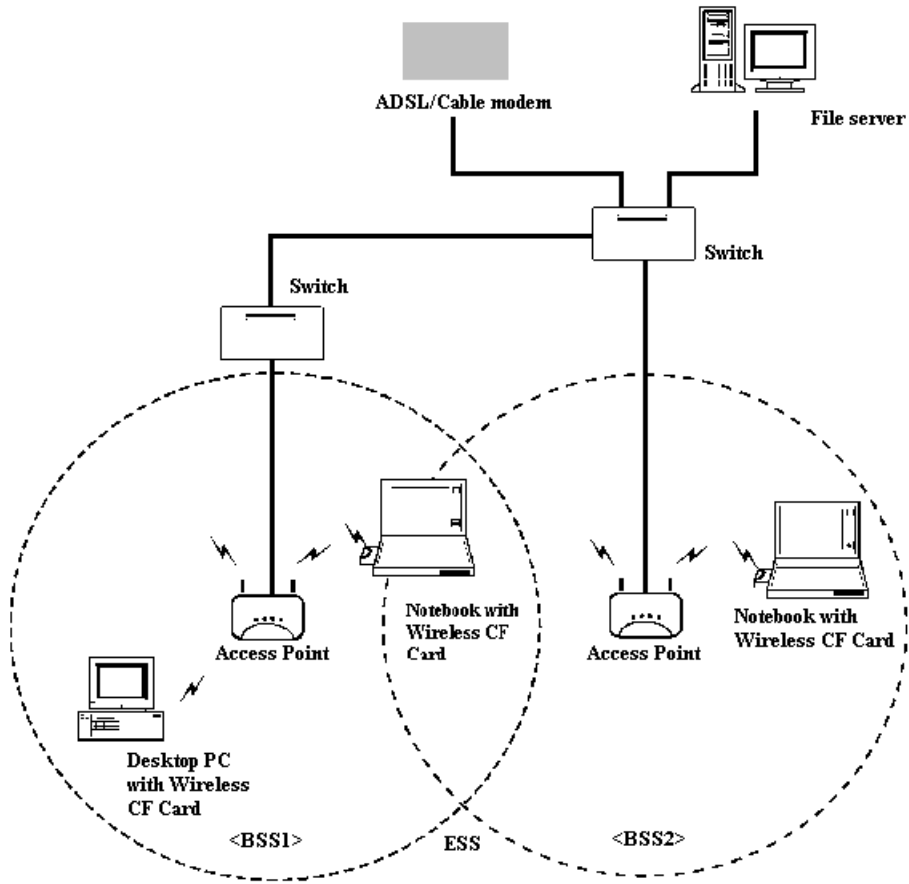 ADSL/Cable modem
File server
Switch
Switch
Notebook with
Wireless CF
Card
Notebook with
Wireless CF Card
Access Point
Access Point
Desktop PC
with Wireless
CF Card
<BSS1>
ESS
<BSS2>